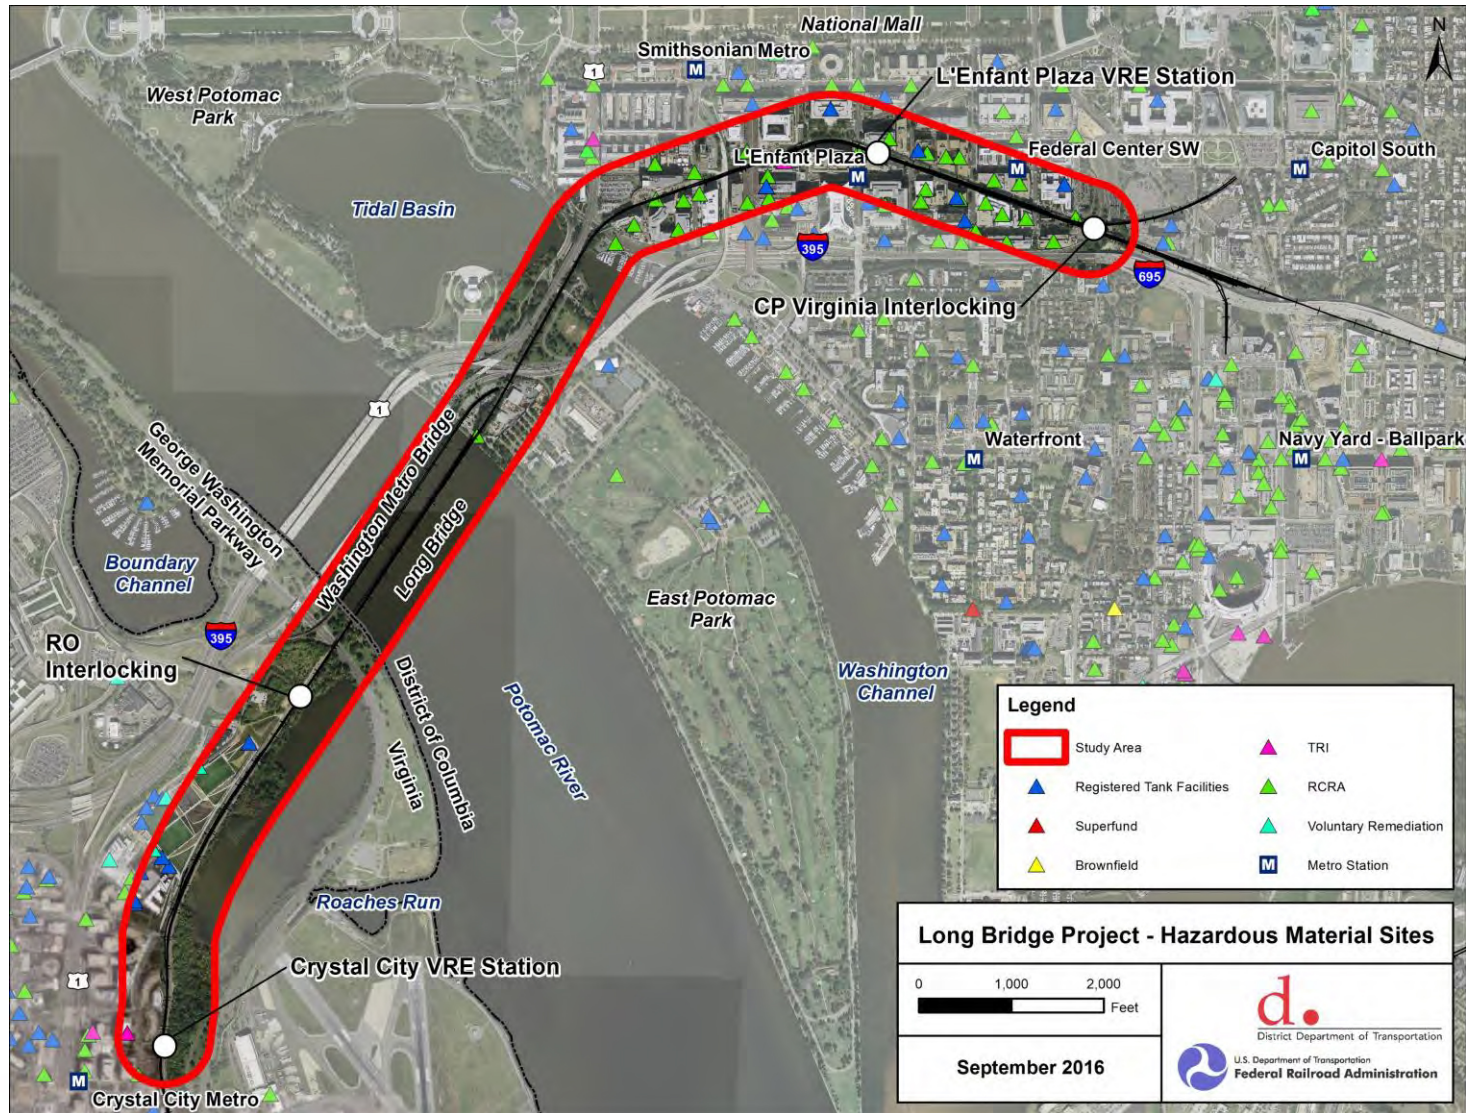 National Mall
N
Smithsonian Metro
1
L'Enfant Plaza VRE Station
West Potomac
Park
L'Enfant Plaza
M
M
Federal Center SW
M
Capitol South
M
Tidal Basin
395
695
CP Virginia Interlocking
1
George Washington
Memorial Parkway
Washington Metro Bridge
Long Bridge
Waterfront
M
Navy Yard - Ballpark
M
Boundary
Channel
East Potomac
Park
395
RO
Interlocking
Washington
Channel
District of Columbia
Virginia
Potomac River
Roaches Run
Crystal City VRE Station
1
M
Crystal City Metro
Legend
Study Area
Registered Tank Facilities
Superfund
Brownfield
TRI
RCRA
Voluntary Remediation
M Metro Station
Long Bridge Project - Hazardous Material Sites
0 1,000 2,000
Feet
September 2016
d.
District Department of Transportation
U.S. Department of Transportation
Federal Railroad Administration